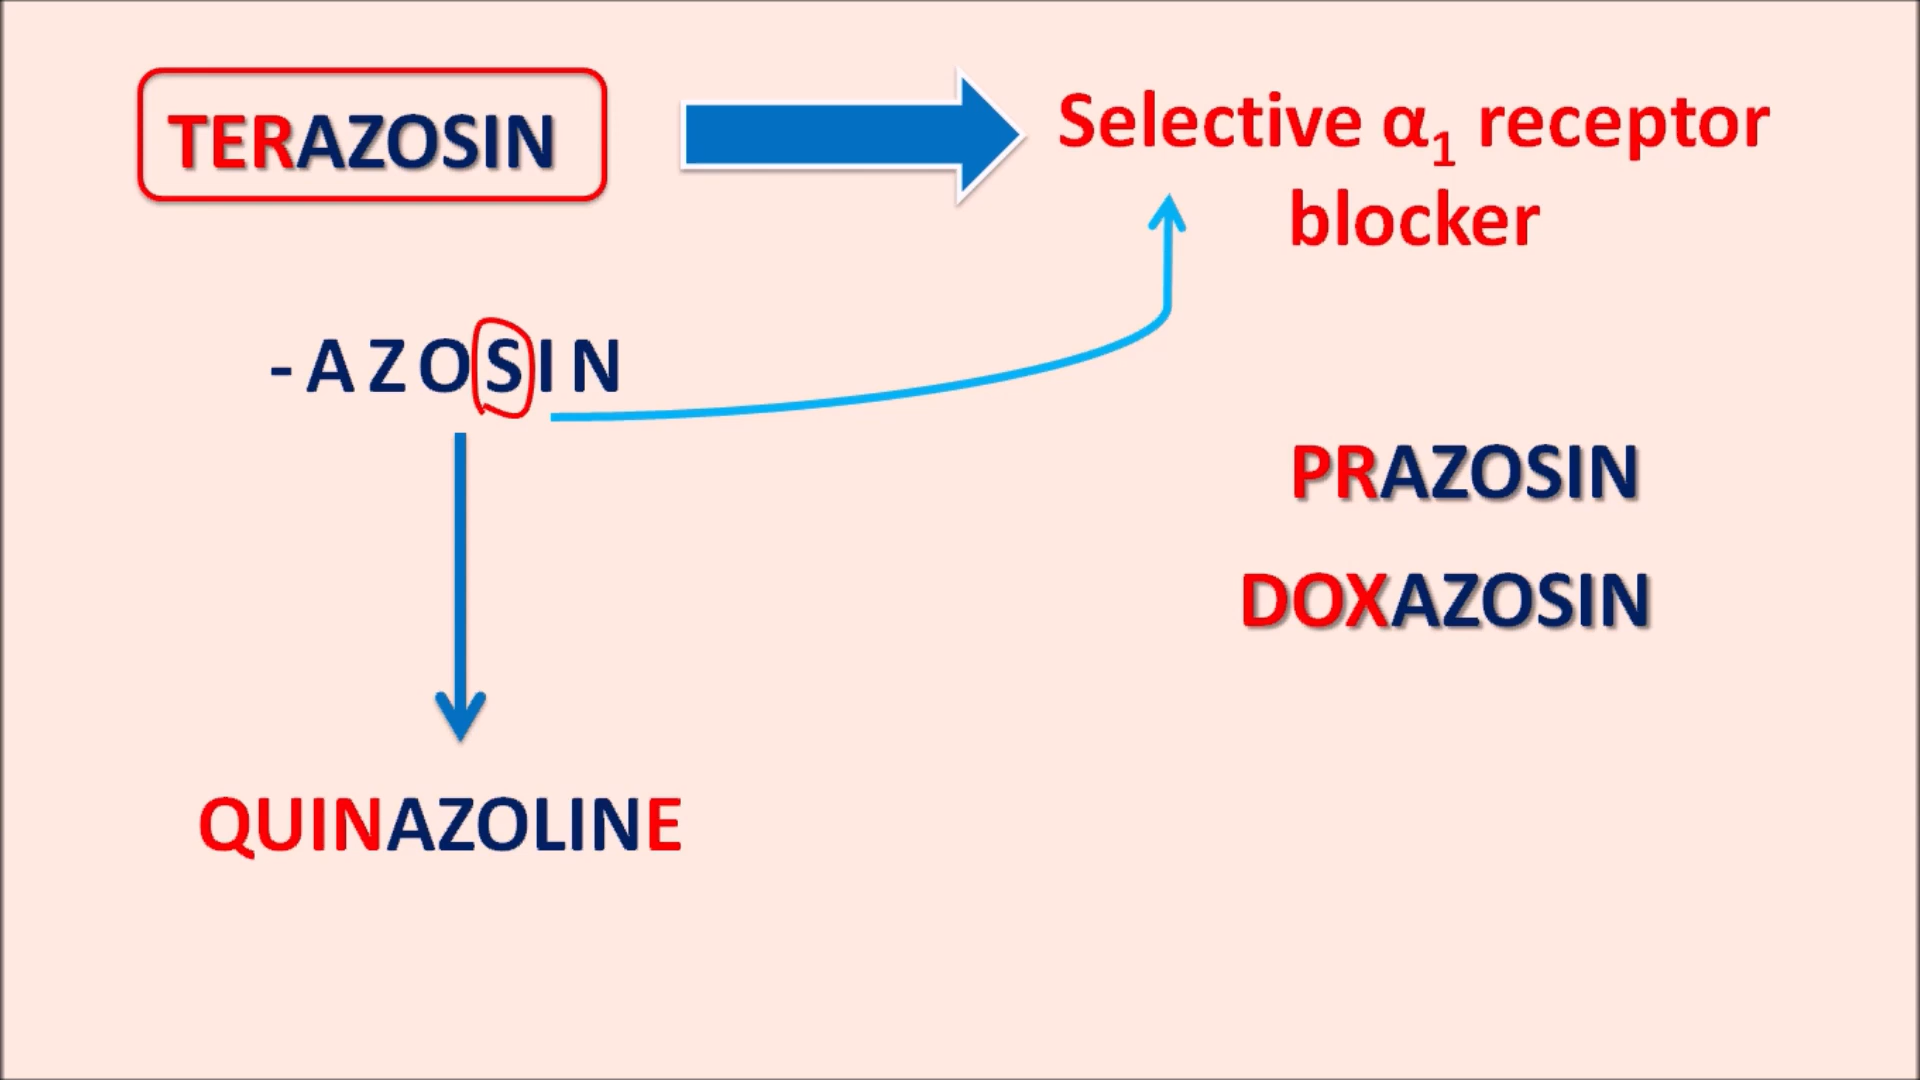 TERAZOSIN
Selective α₁ receptor
blocker
-AZOSIN
PRAZOSIN
DOXAZOSIN
QUINAZOLINE